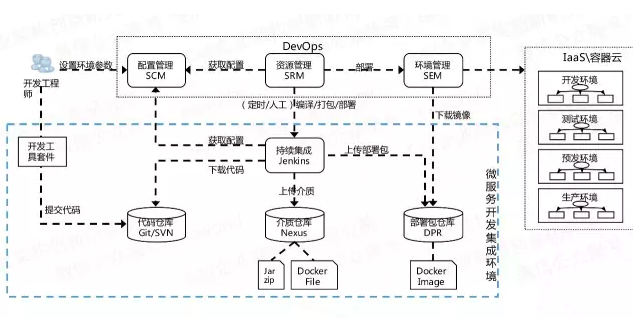 DevOps
设置环境参数
配置管理
SCM
获取配置
资源管理
SRM
部署
环境管理
SEM
IaaS\容器云
开发工程
师
开发环境
(定时/人工)编译/打包/部署
下载镜像
测试环境
开发工
具套件
获取配置
持续集成
Jenkins
上传部署包
预发环境
下载代码
上传介质
生产环境
提交代码
代码仓库
Git/SVN
介质仓库
Nexus
部署包仓库
DPR
微服务开发集成环境
Jar
zip
Docker
File
Docker
Image